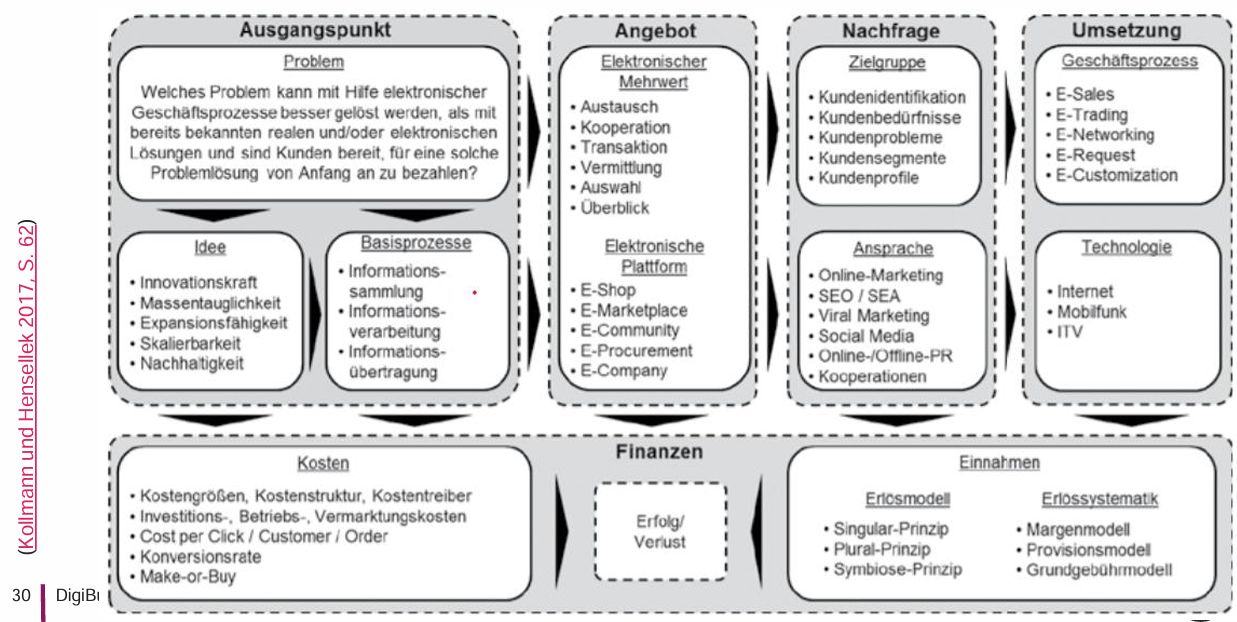 Ausgangspunkt
Problem
Welches Problem kann mit Hilfe elektronischer
Geschäftsprozesse besser gelöst werden, als mit
bereits bekannten realen und/oder elektronischen
Lösungen und sind Kunden bereit, für eine solche
Problemlösung von Anfang an zu bezahlen?
Idee
• Innovationskraft
• Massentauglichkeit
• Expansionsfähigkeit
• Skalierbarkeit
• Nachhaltigkeit
Basisprozesse
• Informations-
sammlung
• Informations-
verarbeitung
• Informations-
übertragung
Angebot
Elektronischer
Mehrwert
• Austausch
• Kooperation
• Transaktion
• Vermittlung
• Auswahl
• Überblick
Elektronische
Plattform
• E-Shop
• E-Marketplace
• E-Community
• E-Procurement
• E-Company
Nachfrage
Zielgruppe
• Kundenidentifikation
• Kundenbedürfnisse
• Kundenprobleme
• Kundensegmente
• Kundenprofile
Ansprache
• Online-Marketing
• SEO / SEA
• Viral Marketing
• Social Media
• Online-/Offline-PR
• Kooperationen
Umsetzung
Geschäftsprozess
• E-Sales
• E-Trading
• E-Networking
• E-Request
• E-Customization
Technologie
• Internet
• Mobilfunk
• ITV
Finanzen
Kosten
• Kostengrößen, Kostenstruktur, Kostentreiber
• Investitions-, Betriebs-, Vermarktungskosten
• Cost per Click / Customer / Order
• Konversionsrate
• Make-or-Buy
Erfolg/
Verlust
Einnahmen
Erlösmodell
• Singular-Prinzip
• Plural-Prinzip
• Symbiose-Prinzip
Erlössystematik
• Margenmodell
• Provisionsmodell
• Grundgebührmodell
(Kollmann und Hensellek 2017, S. 62)
30